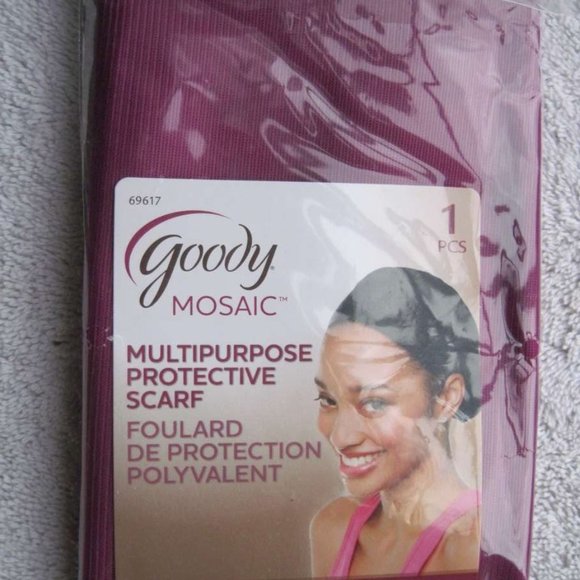 69617
1
PCS
goody
MOSAIC™
MULTIPURPOSE
PROTECTIVE
SCARF
FOULARD
DE PROTECTION
POLYVALENT